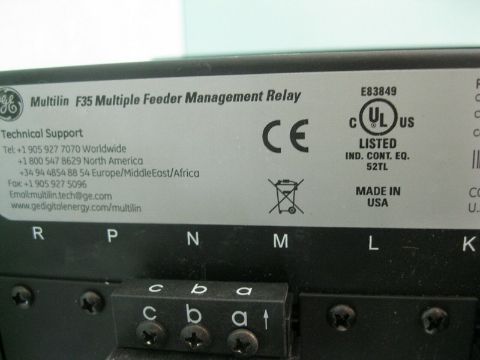 GE Multilin F35 Multiple Feeder Management Relay
Technical Support
Tel: +1 905 927 7070 Worldwide
+1 800 547 8629 North America
+34 94 4854 88 54 Europe/MiddleEast/Africa
Fax +1 905 927 5096
Email:multilin.tech@ge.com
www.gedigitalenergy.com/multilin
CE
E83849
C UL US
LISTED
IND. CONT. EQ.
52TL
MADE IN
USA
R P N M L K
c b a
c b a ↑